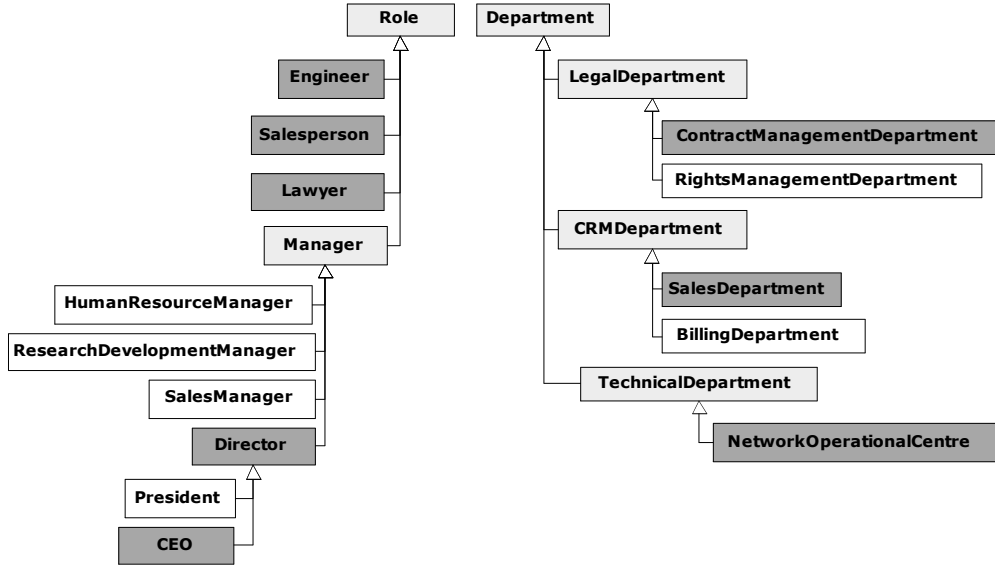 Role
Engineer
Salesperson
Lawyer
Manager
HumanResourceManager
ResearchDevelopmentManager
SalesManager
Director
President
CEO
Department
LegalDepartment
ContractManagementDepartment
RightsManagementDepartment
CRMDepartment
SalesDepartment
BillingDepartment
TechnicalDepartment
NetworkOperationalCentre